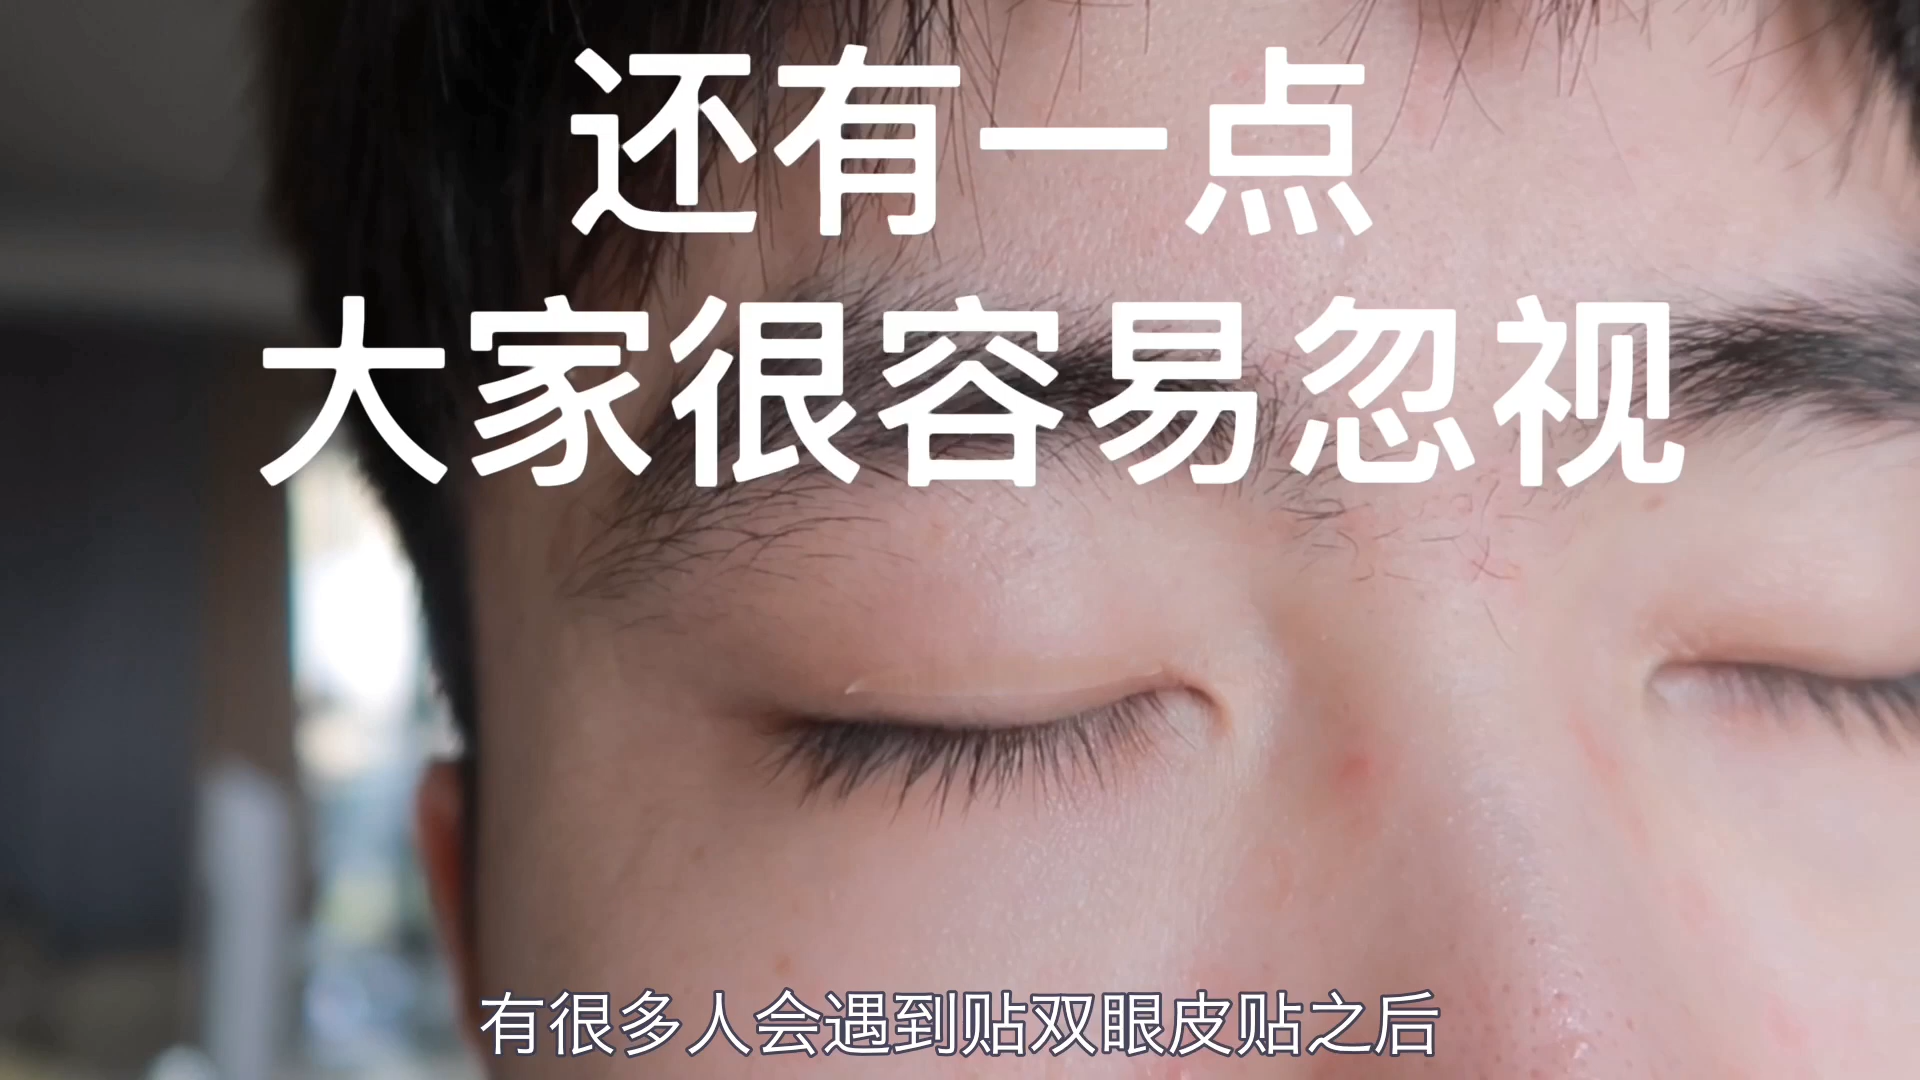 还有一点
大家很容易忽视
有很多人会遇到贴双眼皮贴之后